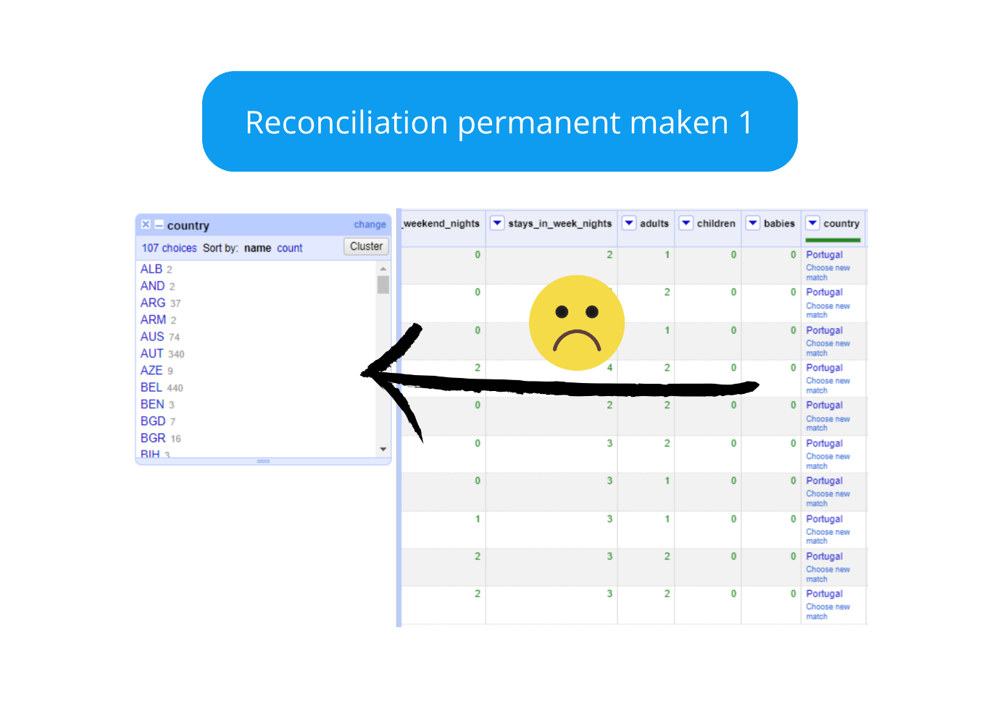 Reconciliation permanent maken 1
country change
107 choices Sort by: name count Cluster
ALB 2
AND 2
ARG 37
ARM 2
AUS 74
AUT 340
AZE 9
BEL 440
BEN 3
BGD 7
BGR 16
BIH 3
_weekend_nights stays_in_week_nights adults children babies country
0 2 1 0 0 Portugal
Choose new
match
0 2 0 0 Portugal
Choose new
match
0 1 0 0 Portugal
Choose new
match
2 4 2 0 0 Portugal
Choose new
match
0 2 2 0 0 Portugal
Choose new
match
0 3 2 0 0 Portugal
Choose new
match
0 3 1 0 0 Portugal
Choose new
match
1 3 1 0 0 Portugal
Choose new
match
2 3 2 0 0 Portugal
Choose new
match
2 3 2 0 0 Portugal
Choose new
match